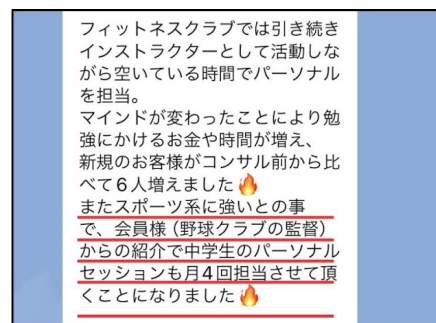 フィットネスクラブでは引き続き
インストラクターとして活動しな
がら空いている時間でパーソナル
を担当。
マインドが変わったことにより勉
強にかけるお金や時間が増え、
新規のお客様がコンサル前から比
べて6人増えました🔥
またスポーツ系に強いとの事
で、会員様（野球クラブの監督）
からの紹介で中学生のパーソナル
セッションも月4回担当させて頂
くことになりました🔥